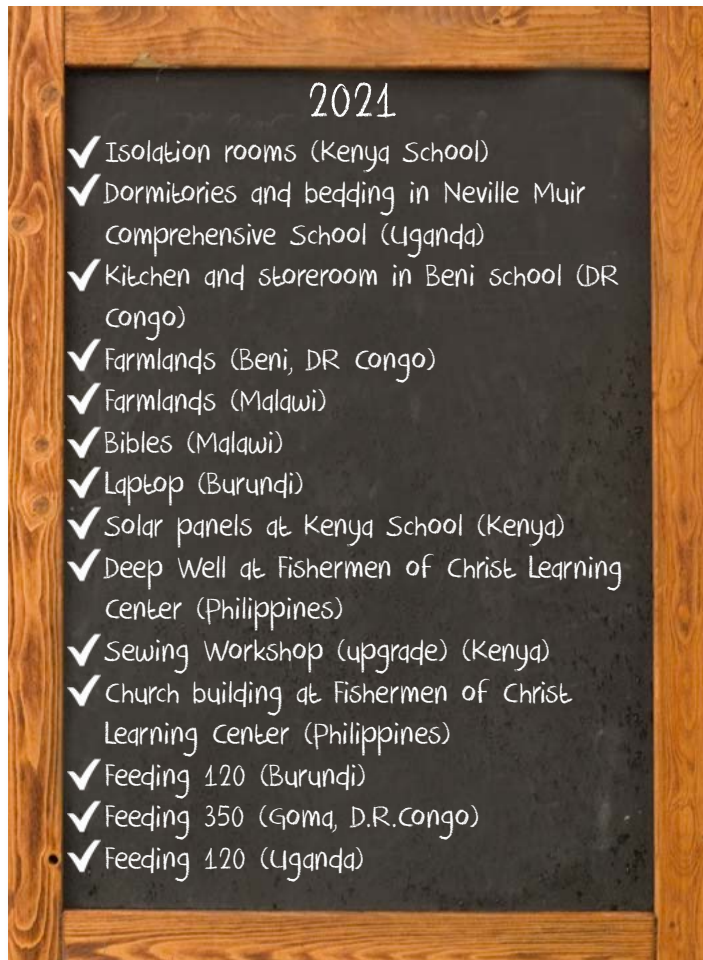 2021
✓ Isolation rooms (Kenya School)
✓ Dormitories and bedding in Neville Muir
Comprehensive School (Uganda)
✓ Kitchen and storeroom in Beni school (DR
Congo)
✓ Farmlands (Beni, DR Congo)
✓ Farmlands (Malawi)
✓ Bibles (Malawi)
✓ Laptop (Burundi)
✓ Solar panels at Kenya School (Kenya)
✓ Deep Well at Fishermen of Christ Learning
Center (Philippines)
✓ Sewing Workshop (upgrade) (Kenya)
✓ Church building at Fishermen of Christ
Learning Center (Philippines)
✓ Feeding 120 (Burundi)
✓ Feeding 350 (Goma, D.R.Congo)
✓ Feeding 120 (Uganda)